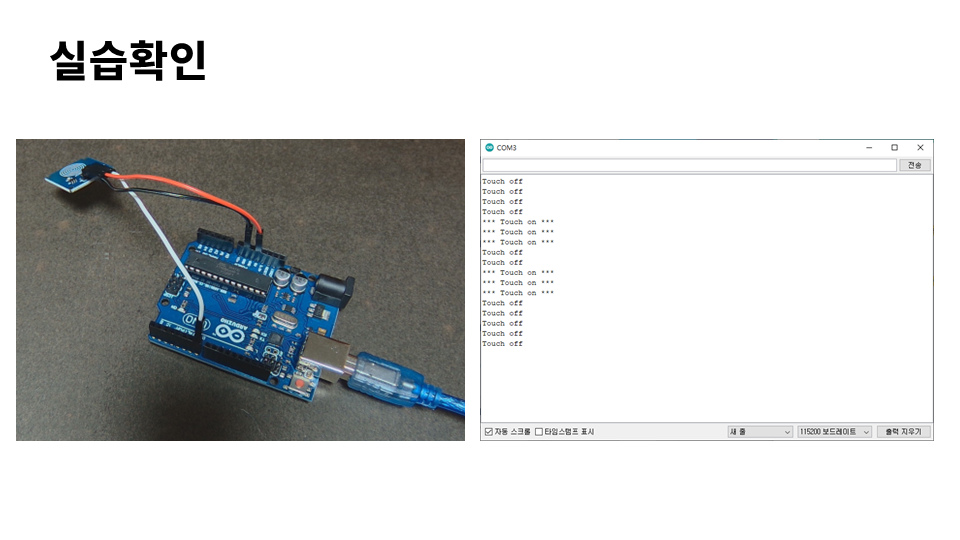 실습확인
COM3
전송
Touch off
Touch off
Touch off
Touch off
*** Touch on ***
*** Touch on ***
*** Touch on ***
Touch off
Touch off
*** Touch on ***
*** Touch on ***
*** Touch on ***
Touch off
Touch off
Touch off
Touch off
Touch off
자동 스크롤 타임스탬프 표시
새 줄
115200 보드레이트
출력 지우기
ARDUINO